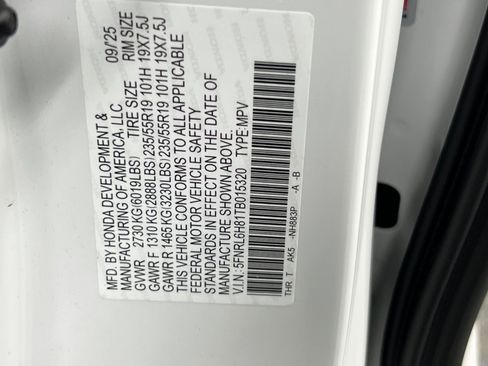 MFD. BY HONDA DEVELOPMENT & 09/25
MANUFACTURING OF AMERICA, LLC
TIRE SIZE RIM SIZE
GVWR 2730 KG(6019LBS)
GAWR F 1310 KG(2888LBS) 235/55R19 101H 19X7.5J
GAWR R 1465 KG(3230LBS) 235/55R19 101H 19X7.5J
THIS VEHICLE CONFORMS TO ALL APPLICABLE
FEDERAL MOTOR VEHICLE SAFETY
STANDARDS IN EFFECT ON THE DATE OF
MANUFACTURE SHOWN ABOVE.
V.I.N.:5FNRL6H81TB015320 TYPE:MPV
THR T AK5 -NH883P -A -B